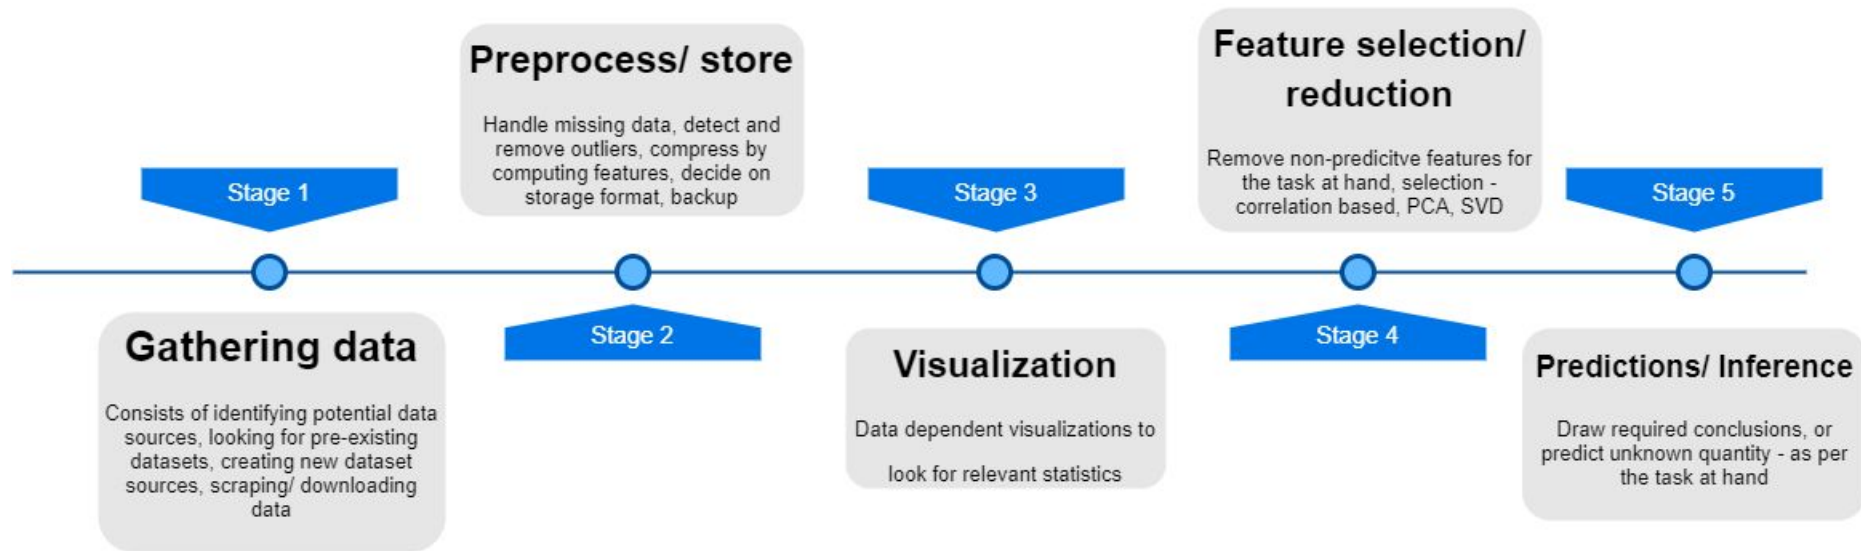 Stage 1
Gathering data
Consists of identifying potential data
sources, looking for pre-existing
datasets, creating new dataset
sources, scraping/ downloading
data
Preprocess/ store
Handle missing data, detect and
remove outliers, compress by
computing features, decide on
storage format, backup
Stage 2
Stage 3
Visualization
Data dependent visualizations to
look for relevant statistics
Feature selection/
reduction
Remove non-predicitve features for
the task at hand, selection -
correlation based, PCA, SVD
Stage 4
Stage 5
Predictions/ Inference
Draw required conclusions, or
predict unknown quantity - as per
the task at hand